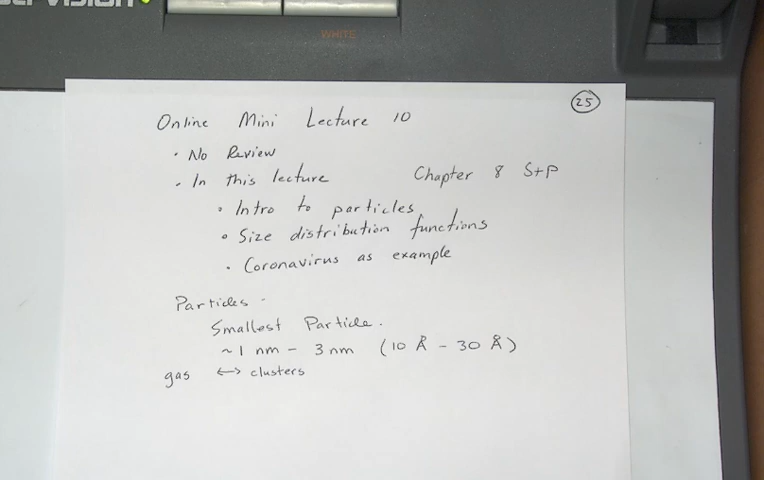 WHITE
25
Online Mini Lecture 10
· No Review
· In this lecture Chapter 8 S+P
· Intro to particles
· Size distribution functions
· Coronavirus as example
Particles -
Smallest Particle.
~1 nm - 3 nm (10 Å - 30 Å)
gas <-> clusters